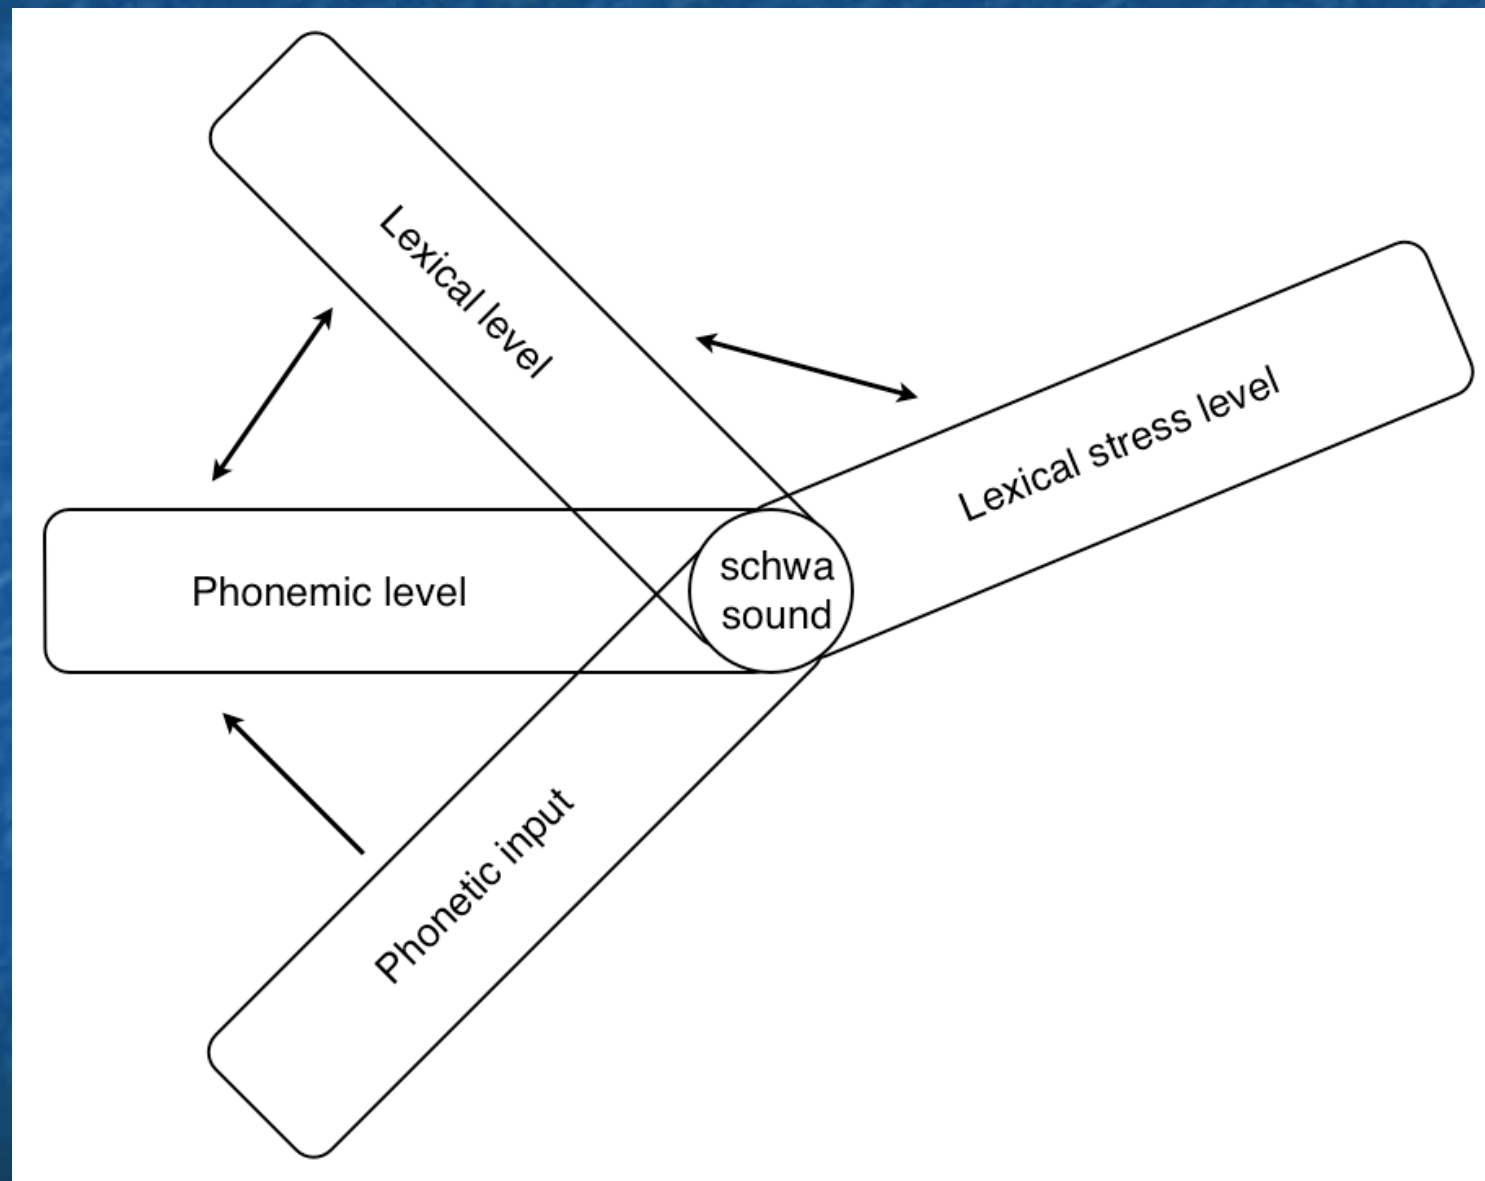 Lexical level
Lexical stress level
schwa
sound
Phonemic level
Phonetic input